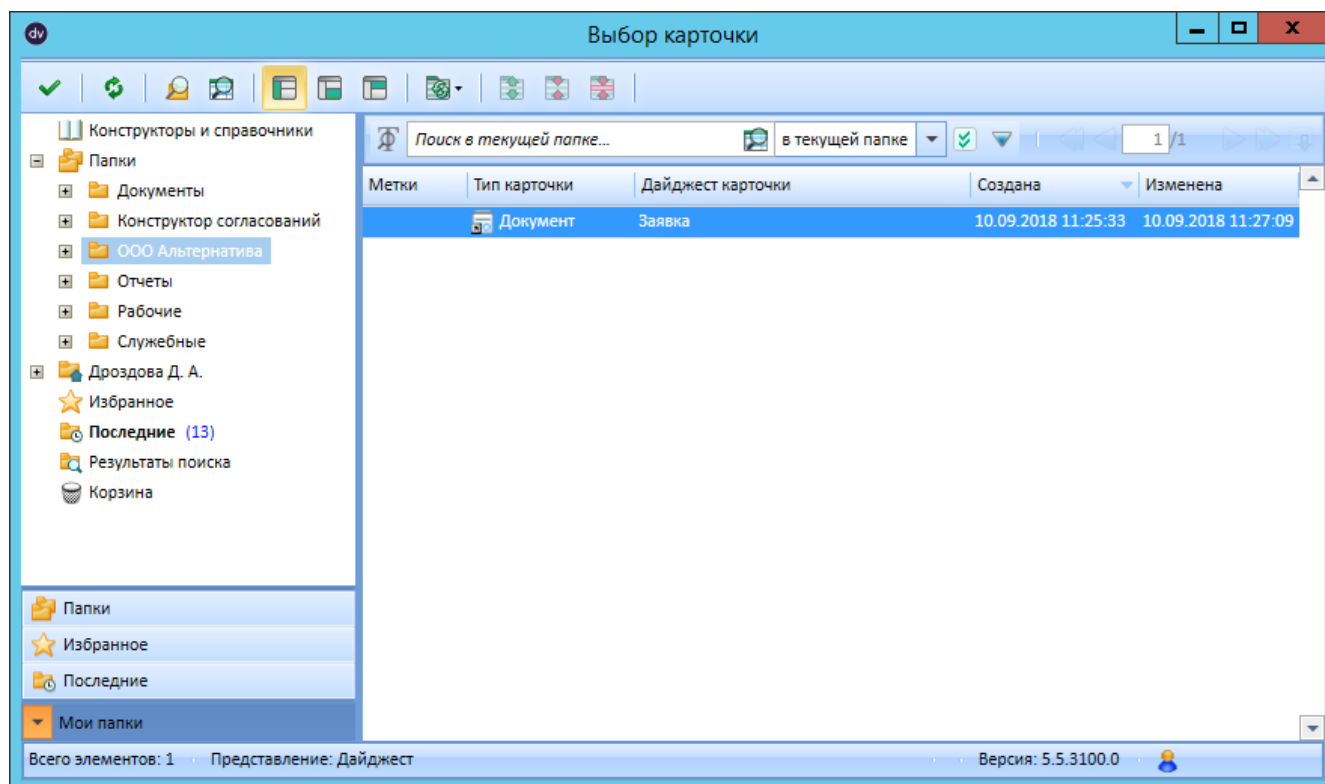 dv
Выбор карточки
Конструкторы и справочники
Папки
Документы
Конструктор согласований
ООО Альтернатива
Отчеты
Рабочие
Служебные
Дроздова Д. А.
Избранное
Последние (13)
Результаты поиска
Корзина
Папки
Избранное
Последние
Мои папки
Поиск в текущей папке... в текущей папке 1 /1
Метки Тип карточки Дайджест карточки Создана Изменена
Документ Заявка 10.09.2018 11:25:33 10.09.2018 11:27:09
Всего элементов: 1 Представление: Дайджест Версия: 5.5.3100.0